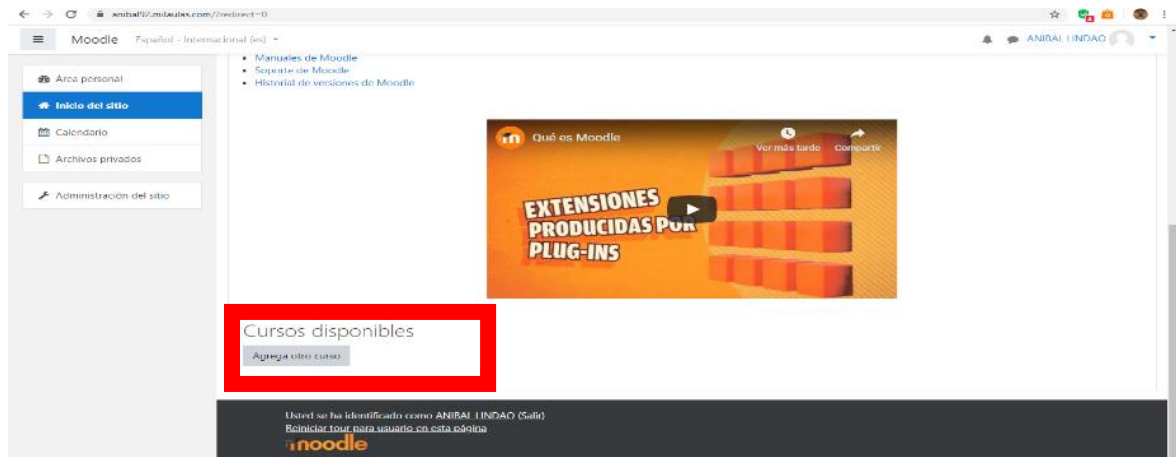 anibal92.milaulas.com/?redirect=0
Moodle Español - Internacional (es)
ANIBAL LINDAO
Manuales de Moodle
Soporte de Moodle
Historial de versiones de Moodle
Área personal
Inicio del sitio
Calendario
Archivos privados
Administración del sitio
Qué es Moodle
Ver más tarde
Compartir
EXTENSIONES
PRODUCIDAS POR
PLUG-INS
Cursos disponibles
Agrega otro curso
Usted se ha identificado como ANIBAL LINDAO (Salir)
Reiniciar tour para usuario en esta página
moodle